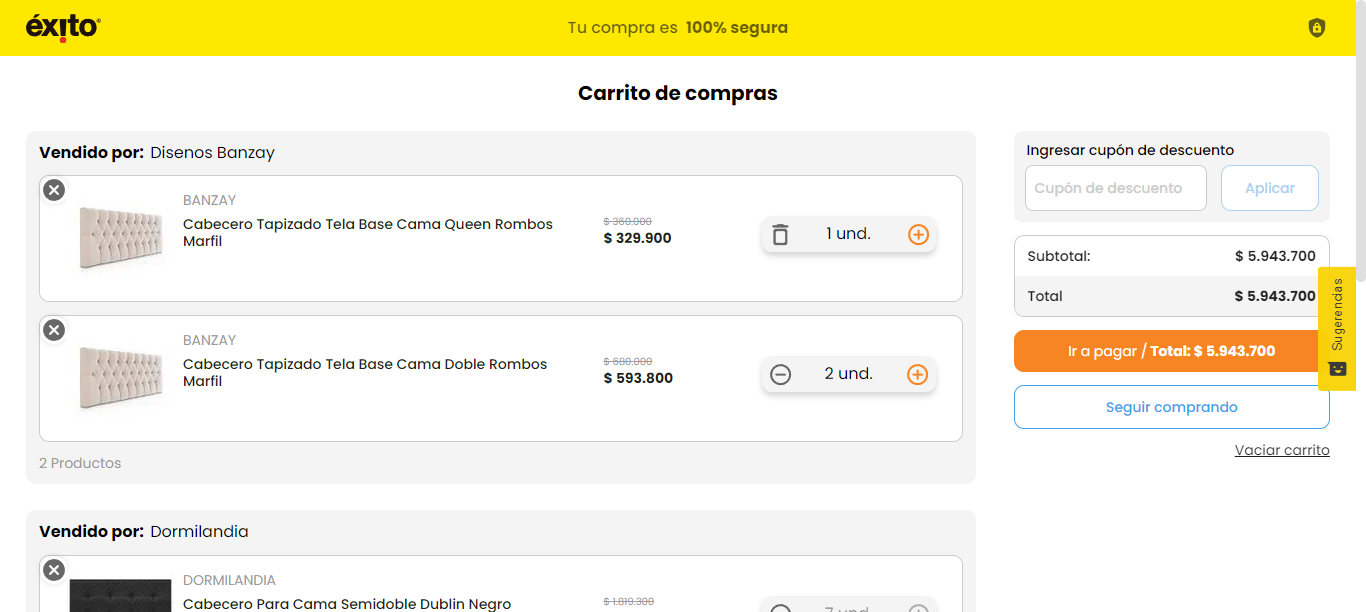 éxito
Tu compra es 100% segura
Carrito de compras
Vendido por: Disenos Banzay
BANZAY
Cabecero Tapizado Tela Base Cama Queen Rombos
Marfil
$ 360.000
$ 329.900
1 und.
BANZAY
Cabecero Tapizado Tela Base Cama Doble Rombos
Marfil
$ 680.000
$ 593.800
2 und.
2 Productos
Vendido por: Dormilandia
DORMILANDIA
Cabecero Para Cama Semidoble Dublin Negro
$ 1.819.300
7 und.
Ingresar cupón de descuento
Cupón de descuento
Aplicar
Subtotal: $ 5.943.700
Total $ 5.943.700
Ir a pagar / Total: $ 5.943.700
Seguir comprando
Vaciar carrito
Sugerendas